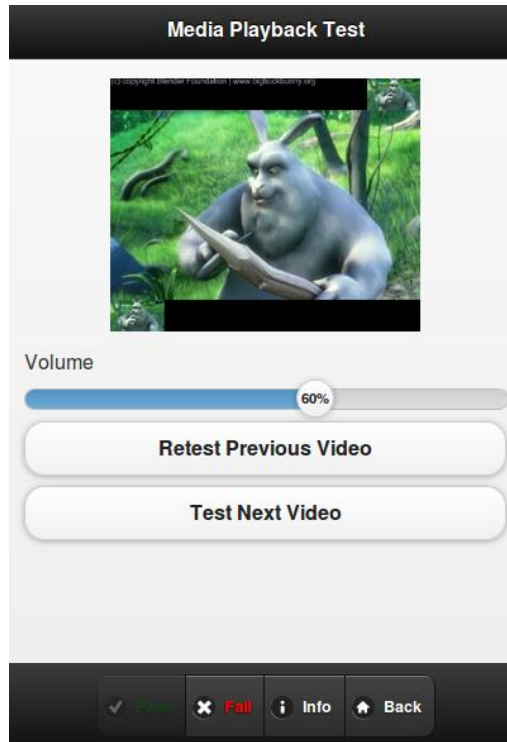 Media Playback Test
(c) copyright Blender Foundation | www.bigbuckbunny.org
Volume
60%
Retest Previous Video
Test Next Video
Pass Fail Info Back